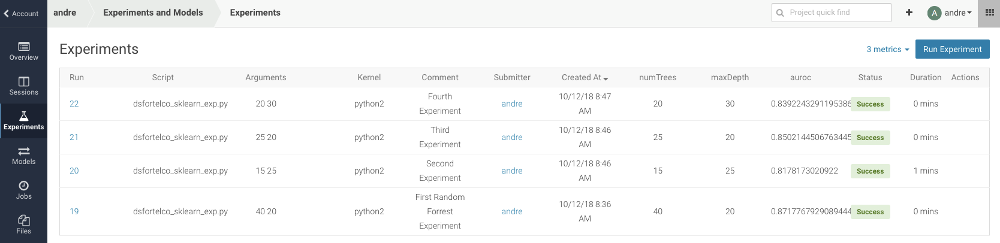 Account
andre
Experiments and Models
Experiments
Project quick find
A
andre
Overview
Sessions
Experiments
Models
Jobs
Files
Experiments
3 metrics
Run Experiment
Run Script Arguments Kernel Comment Submitter Created At numTrees maxDepth auroc Status Duration Actions
22 dsfortelco_sklearn_exp.py 20 30 python2 Fourth Experiment andre 10/12/18 8:47 AM 20 30 0.8392243291195386 Success 0 mins
21 dsfortelco_sklearn_exp.py 25 20 python2 Third Experiment andre 10/12/18 8:46 AM 25 20 0.8502144506763445 Success 0 mins
20 dsfortelco_sklearn_exp.py 15 25 python2 Second Experiment andre 10/12/18 8:46 AM 15 25 0.8178173020922 Success 1 mins
19 dsfortelco_sklearn_exp.py 40 20 python2 First Random Forrest Experiment andre 10/12/18 8:36 AM 40 20 0.8717767929089444 Success 0 mins